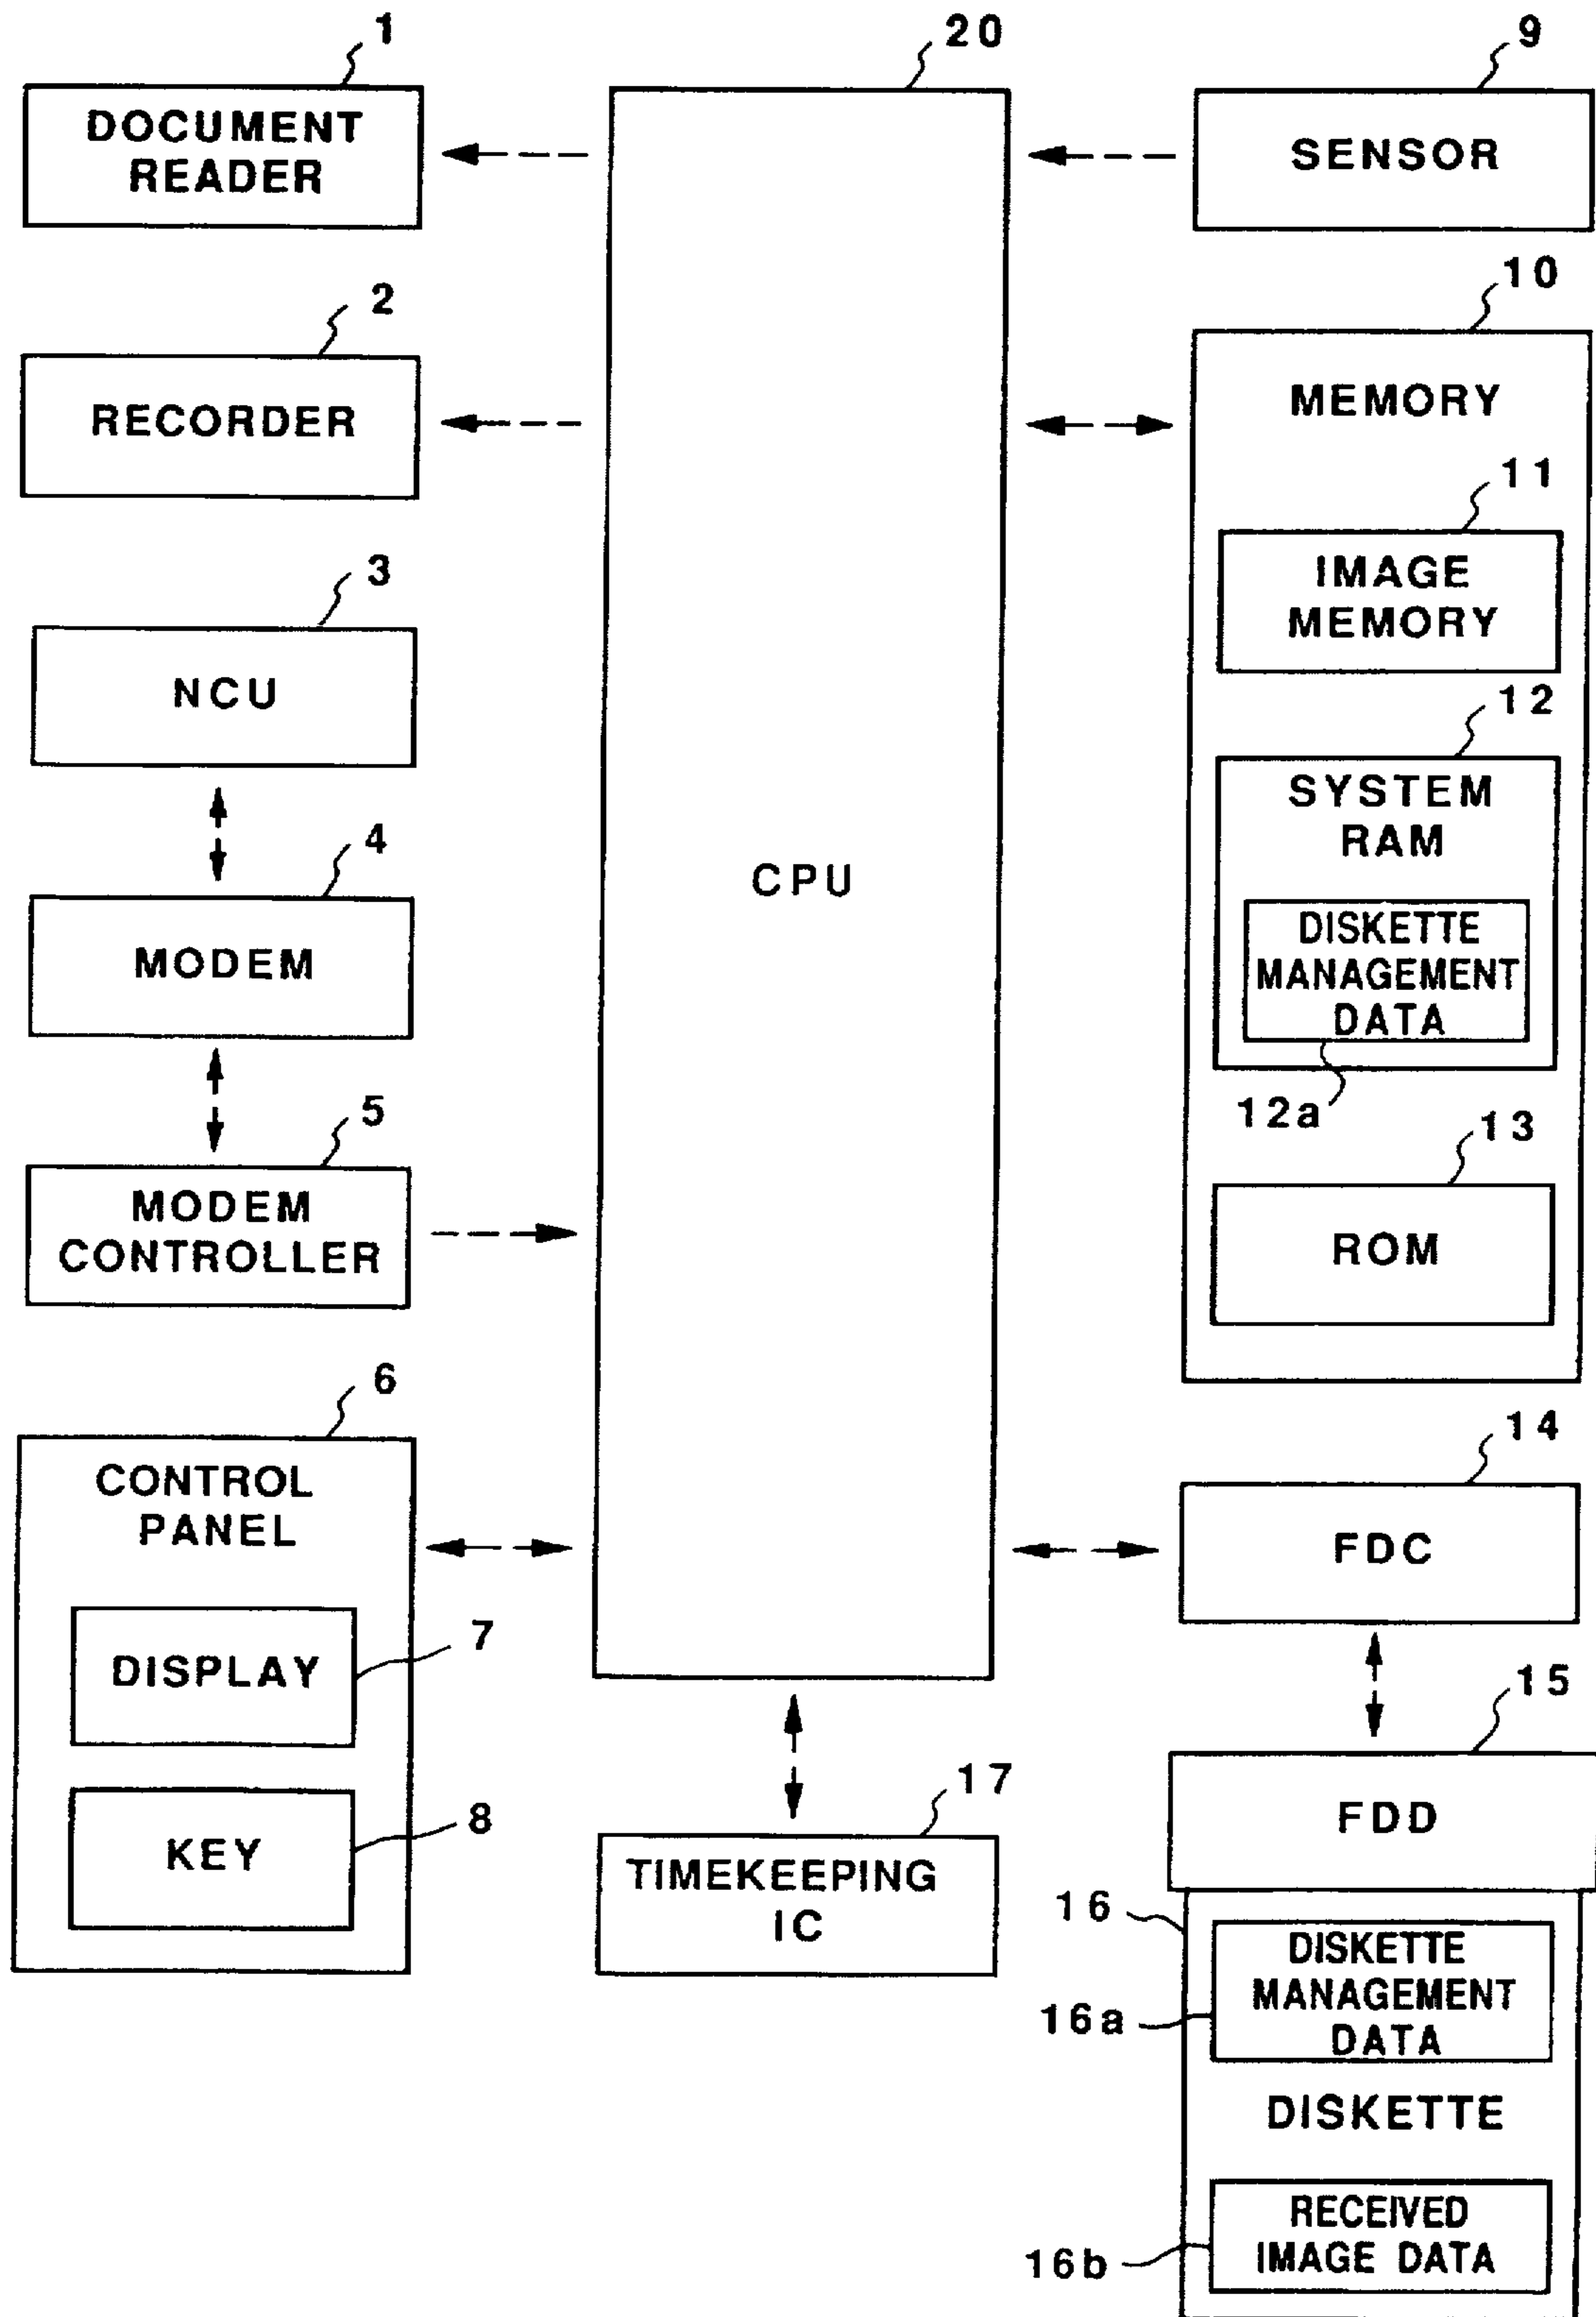 1
DOCUMENT
READER
2
RECORDER
3
NCU
4
MODEM
5
MODEM
CONTROLLER
6
CONTROL
PANEL
7
DISPLAY
8
KEY
20
CPU
17
TIMEKEEPING
IC
9
SENSOR
10
MEMORY
11
IMAGE
MEMORY
12
SYSTEM
RAM
DISKETTE
MANAGEMENT
DATA
12a
13
ROM
14
FDC
15
FDD
16
DISKETTE
MANAGEMENT
DATA
16a
DISKETTE
RECEIVED
IMAGE DATA
16b